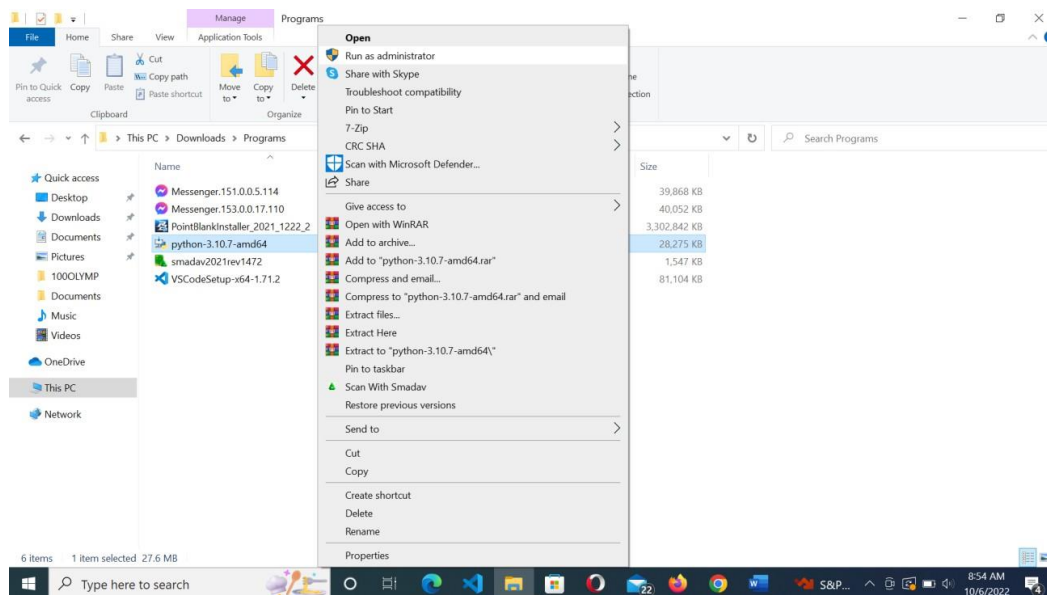 Manage
Programs
File
Home
Share
View
Application Tools
Pin to Quick access
Copy
Paste
Cut
Copy path
Paste shortcut
Clipboard
Move to
Copy to
Delete
Organize
This PC > Downloads > Programs
Search Programs
Quick access
Desktop
Downloads
Documents
Pictures
100OLYMP
Documents
Music
Videos
OneDrive
This PC
Network
Name
Size
Messenger.151.0.0.5.114
39,868 KB
Messenger.153.0.0.17.110
40,052 KB
PointBlankInstaller_2021_1222_2
3,302,842 KB
python-3.10.7-amd64
28,275 KB
smadav2021rev1472
1,547 KB
VSCodeSetup-x64-1.71.2
81,104 KB
Open
Run as administrator
Share with Skype
Troubleshoot compatibility
Pin to Start
7-Zip
CRC SHA
Scan with Microsoft Defender...
Share
Give access to
Open with WinRAR
Add to archive...
Add to "python-3.10.7-amd64.rar"
Compress and email...
Compress to "python-3.10.7-amd64.rar" and email
Extract files...
Extract Here
Extract to "python-3.10.7-amd64\"
Pin to taskbar
Scan With Smadav
Restore previous versions
Send to
Cut
Copy
Create shortcut
Delete
Rename
Properties
6 items 1 item selected 27.6 MB
Type here to search
22
S&P...
8:54 AM
10/6/2022
4